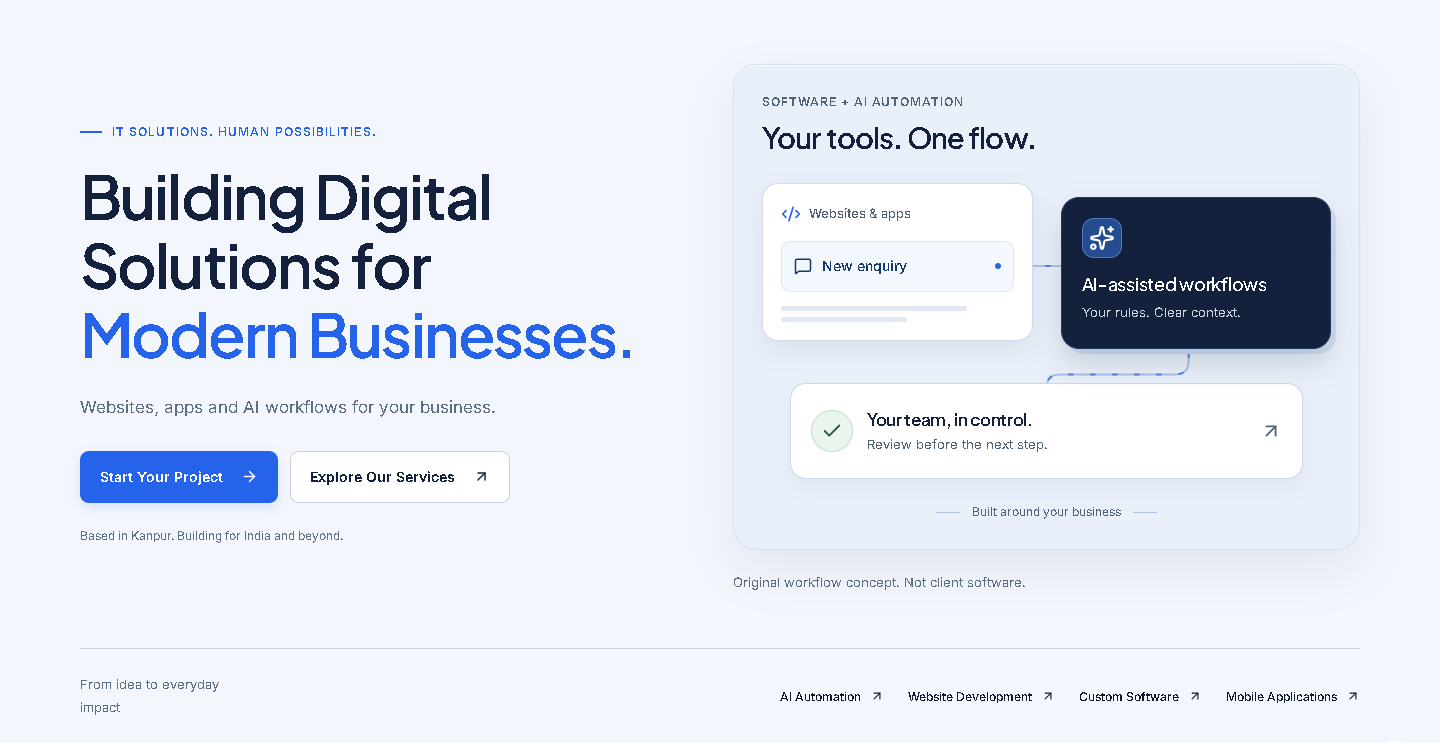 IT SOLUTIONS. HUMAN POSSIBILITIES.
Building Digital
Solutions for
Modern Businesses.
Websites, apps and AI workflows for your business.
Start Your Project
Explore Our Services
Based in Kanpur. Building for India and beyond.
SOFTWARE + AI AUTOMATION
Your tools. One flow.
Websites & apps
New enquiry
AI-assisted workflows
Your rules. Clear context.
Your team, in control.
Review before the next step.
Built around your business
Original workflow concept. Not client software.
From idea to everyday
impact
AI Automation
Website Development
Custom Software
Mobile Applications